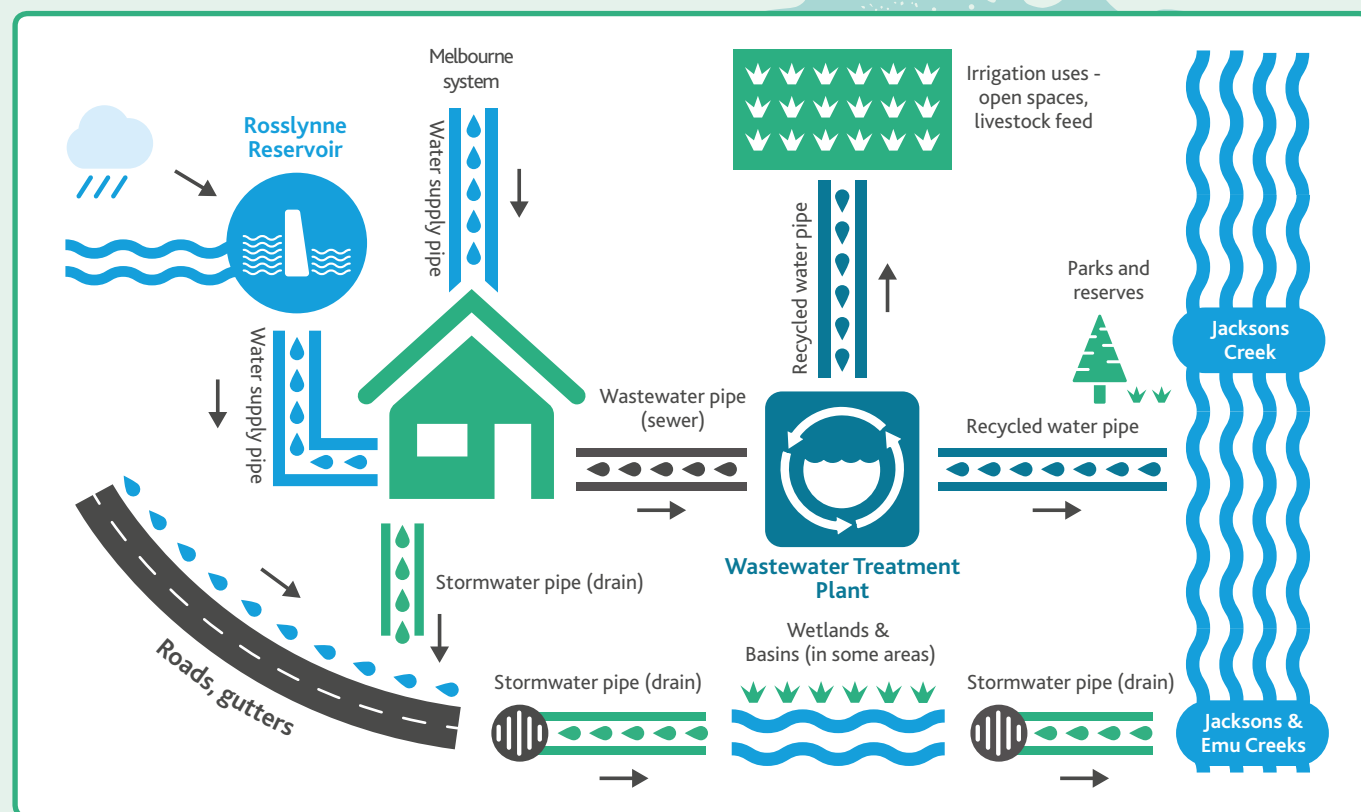 Melbourne
system
Rosslynne
Reservoir
Water supply pipe
Water supply pipe
Irrigation uses -
open spaces,
livestock feed
Recycled water pipe
Parks and
reserves
Jacksons
Creek
Wastewater pipe
(sewer)
Recycled water pipe
Wastewater Treatment
Plant
Stormwater pipe (drain)
Roads, gutters
Wetlands &
Basins (in some areas)
Stormwater pipe (drain)
Stormwater pipe (drain)
Jacksons &
Emu Creeks